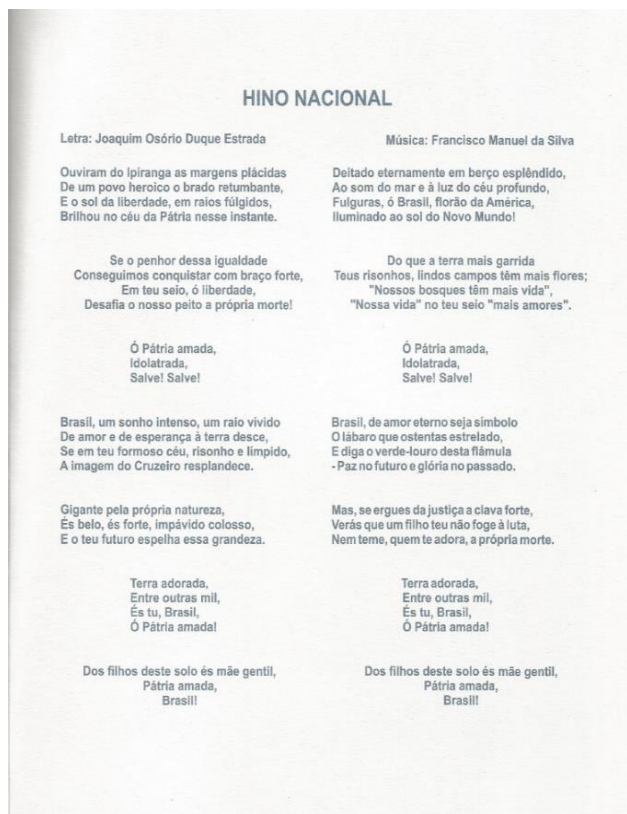 HINO NACIONAL
Letra: Joaquim Osório Duque Estrada
Música: Francisco Manuel da Silva
Ouviram do Ipiranga as margens plácidas
De um povo heroico o brado retumbante,
E o sol da liberdade, em raios fúlgidos,
Brilhou no céu da Pátria nesse instante.
Se o penhor dessa igualdade
Conseguimos conquistar com braço forte,
Em teu seio, ó liberdade,
Desafia o nosso peito a própria morte!
Ó Pátria amada,
Idolatrada,
Salve! Salve!
Brasil, um sonho intenso, um raio vívido
De amor e de esperança à terra desce,
Se em teu formoso céu, risonho e límpido,
A imagem do Cruzeiro resplandece.
Gigante pela própria natureza,
És belo, és forte, impávido colosso,
E o teu futuro espelha essa grandeza.
Terra adorada,
Entre outras mil,
És tu, Brasil,
Ó Pátria amada!
Dos filhos deste solo és mãe gentil,
Pátria amada,
Brasil!
Deitado eternamente em berço esplêndido,
Ao som do mar e à luz do céu profundo,
Fulguras, ó Brasil, florão da América,
Iluminado ao sol do Novo Mundo!
Do que a terra mais garrida
Teus risonhos, lindos campos têm mais flores;
"Nossos bosques têm mais vida",
"Nossa vida" no teu seio "mais amores".
Ó Pátria amada,
Idolatrada,
Salve! Salve!
Brasil, de amor eterno seja símbolo
O lábaro que ostentas estrelado,
E diga o verde-louro desta flâmula
- Paz no futuro e glória no passado.
Mas, se ergues da justiça a clava forte,
Verás que um filho teu não foge à luta,
Nem teme, quem te adora, a própria morte.
Terra adorada,
Entre outras mil,
És tu, Brasil,
Ó Pátria amada!
Dos filhos deste solo és mãe gentil,
Pátria amada,
Brasil!